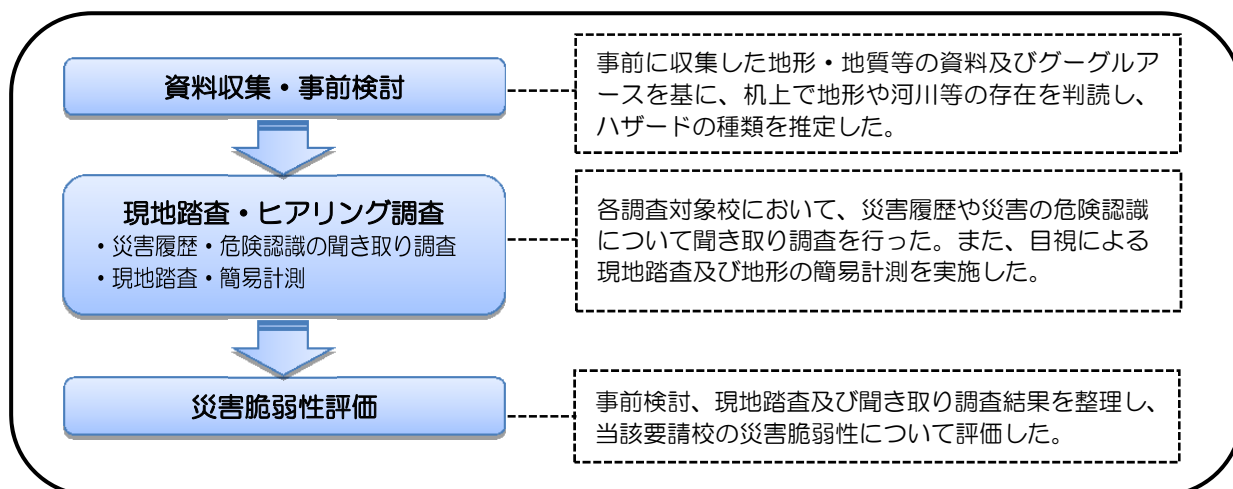 資料収集・事前検討
事前に収集した地形・地質等の資料及びグーグルア
ースを基に、机上で地形や河川等の存在を判読し、
ハザードの種類を推定した。
現地踏査・ヒアリング調査
・災害履歴・危険認識の聞き取り調査
・現地踏査・簡易計測
各調査対象校において、災害履歴や災害の危険認識
について聞き取り調査を行った。また、目視による
現地踏査及び地形の簡易計測を実施した。
災害脆弱性評価
事前検討、現地踏査及び聞き取り調査結果を整理し、
当該要請校の災害脆弱性について評価した。